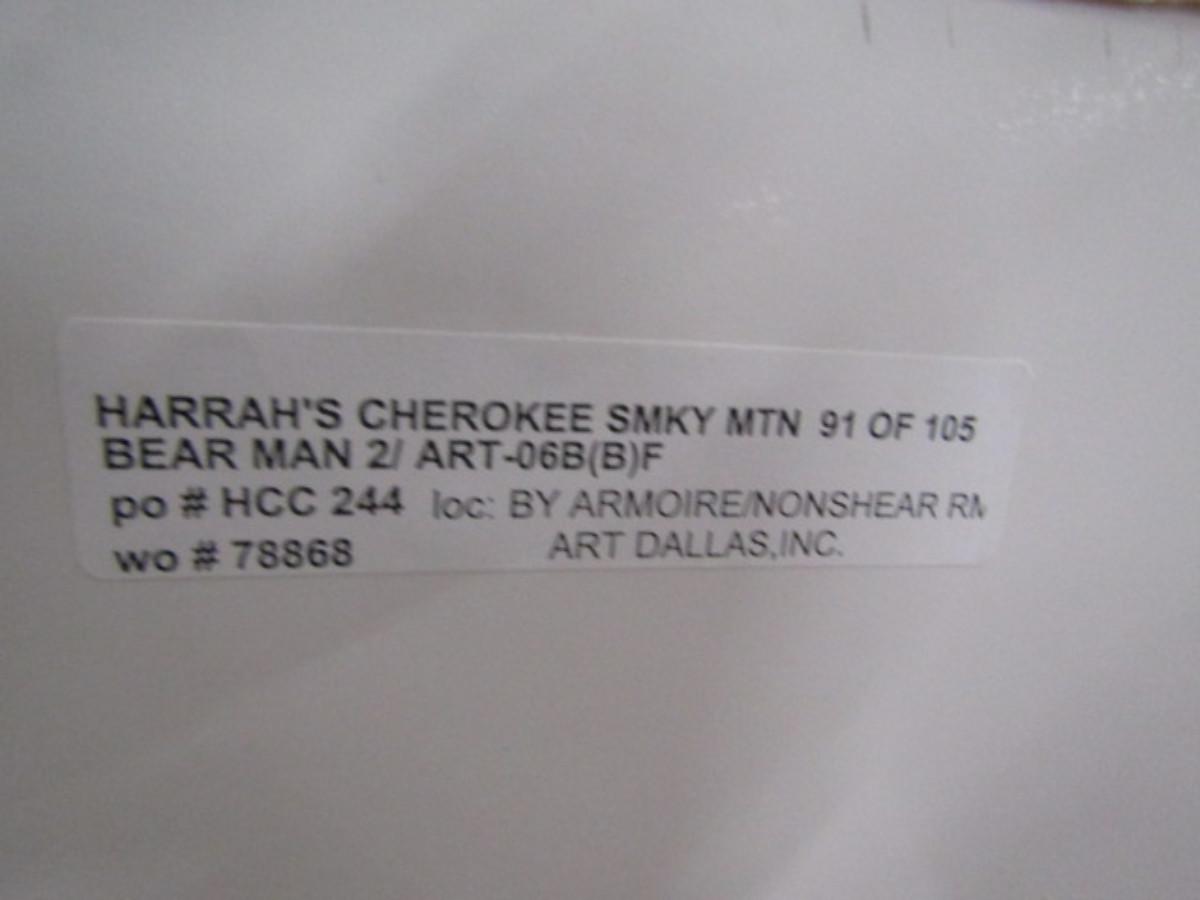 HARRAH'S CHEROKEE SMKY MTN 91 OF 105
BEAR MAN 2/ ART-06B(B)F
po # HCC 244 loc: BY ARMOIRE/NONSHEAR RM
wo # 78868 ART DALLAS,INC.